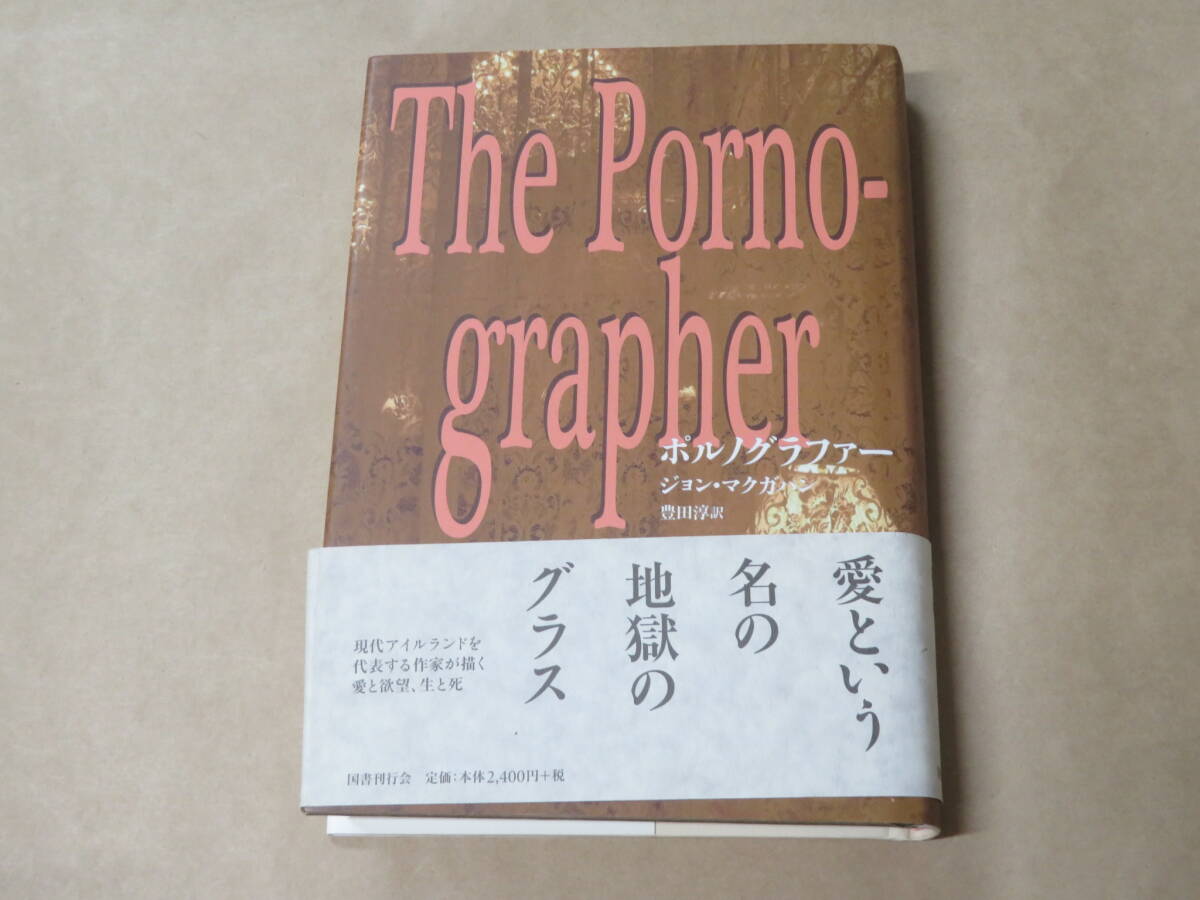 The Porno-
grapher
ポルノグラファー
ジョン・マクガハン
豊田淳訳
愛という
名の
地獄の
グラス
現代アイルランドを
代表する作家が描く
愛と欲望、生と死
国書刊行会 定価:本体2,400円+税